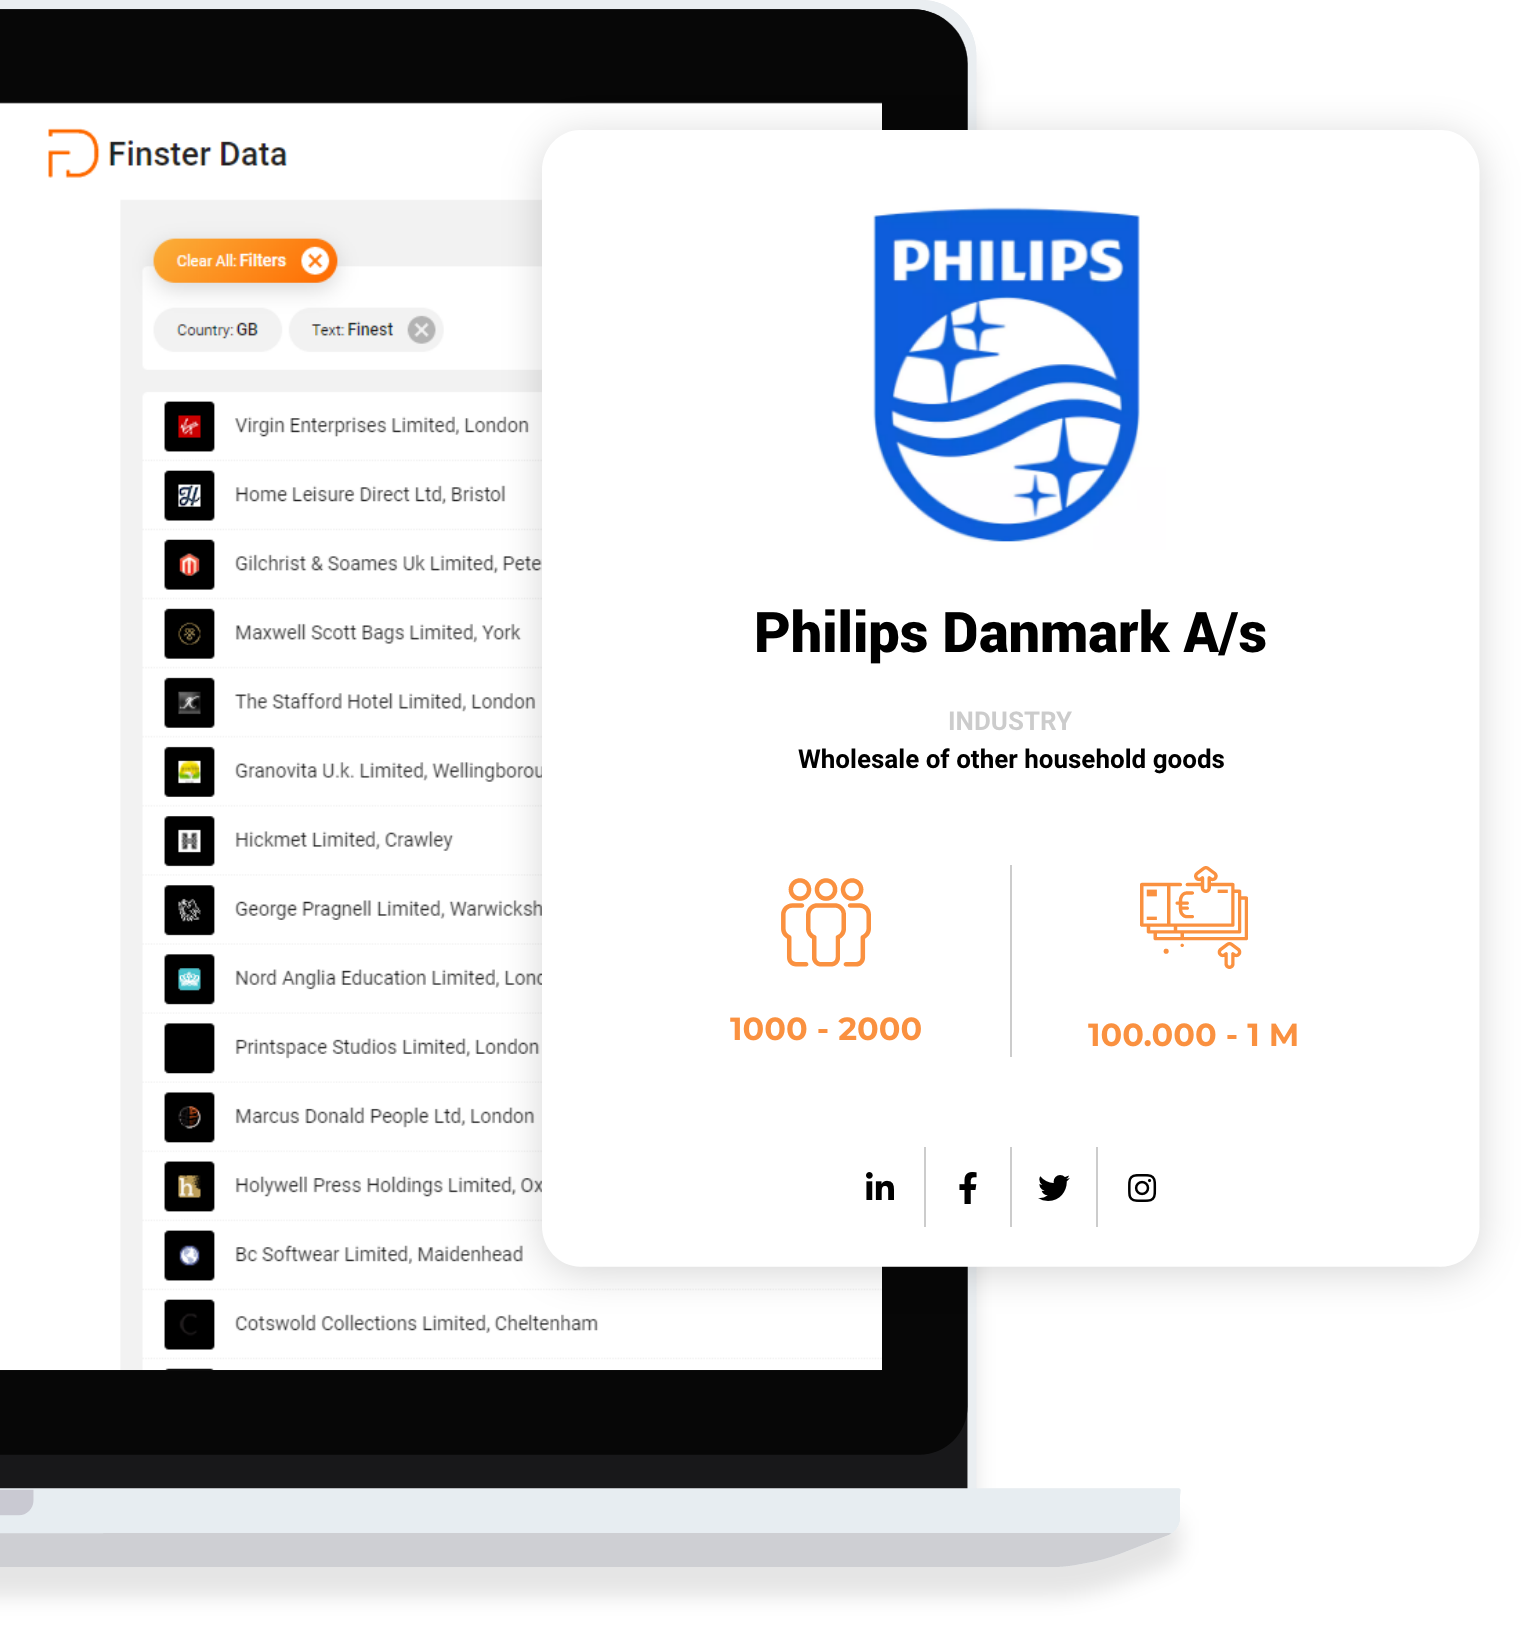 Finster Data
Clear All: Filters
Country: GB
Text: Finest
Virgin Enterprises Limited, London
Home Leisure Direct Ltd, Bristol
Gilchrist & Soames Uk Limited, Pete
Maxwell Scott Bags Limited, York
The Stafford Hotel Limited, London
Granovita U.k. Limited, Wellingborou
Hickmet Limited, Crawley
George Pragnell Limited, Warwicksh
Nord Anglia Education Limited, Lon
Printspace Studios Limited, London
Marcus Donald People Ltd, London
Holywell Press Holdings Limited, Ox
Bc Softwear Limited, Maidenhead
Cotswold Collections Limited, Cheltenham
PHILIPS
Philips Danmark A/s
INDUSTRY
Wholesale of other household goods
1000 - 2000
100.000 - 1 M